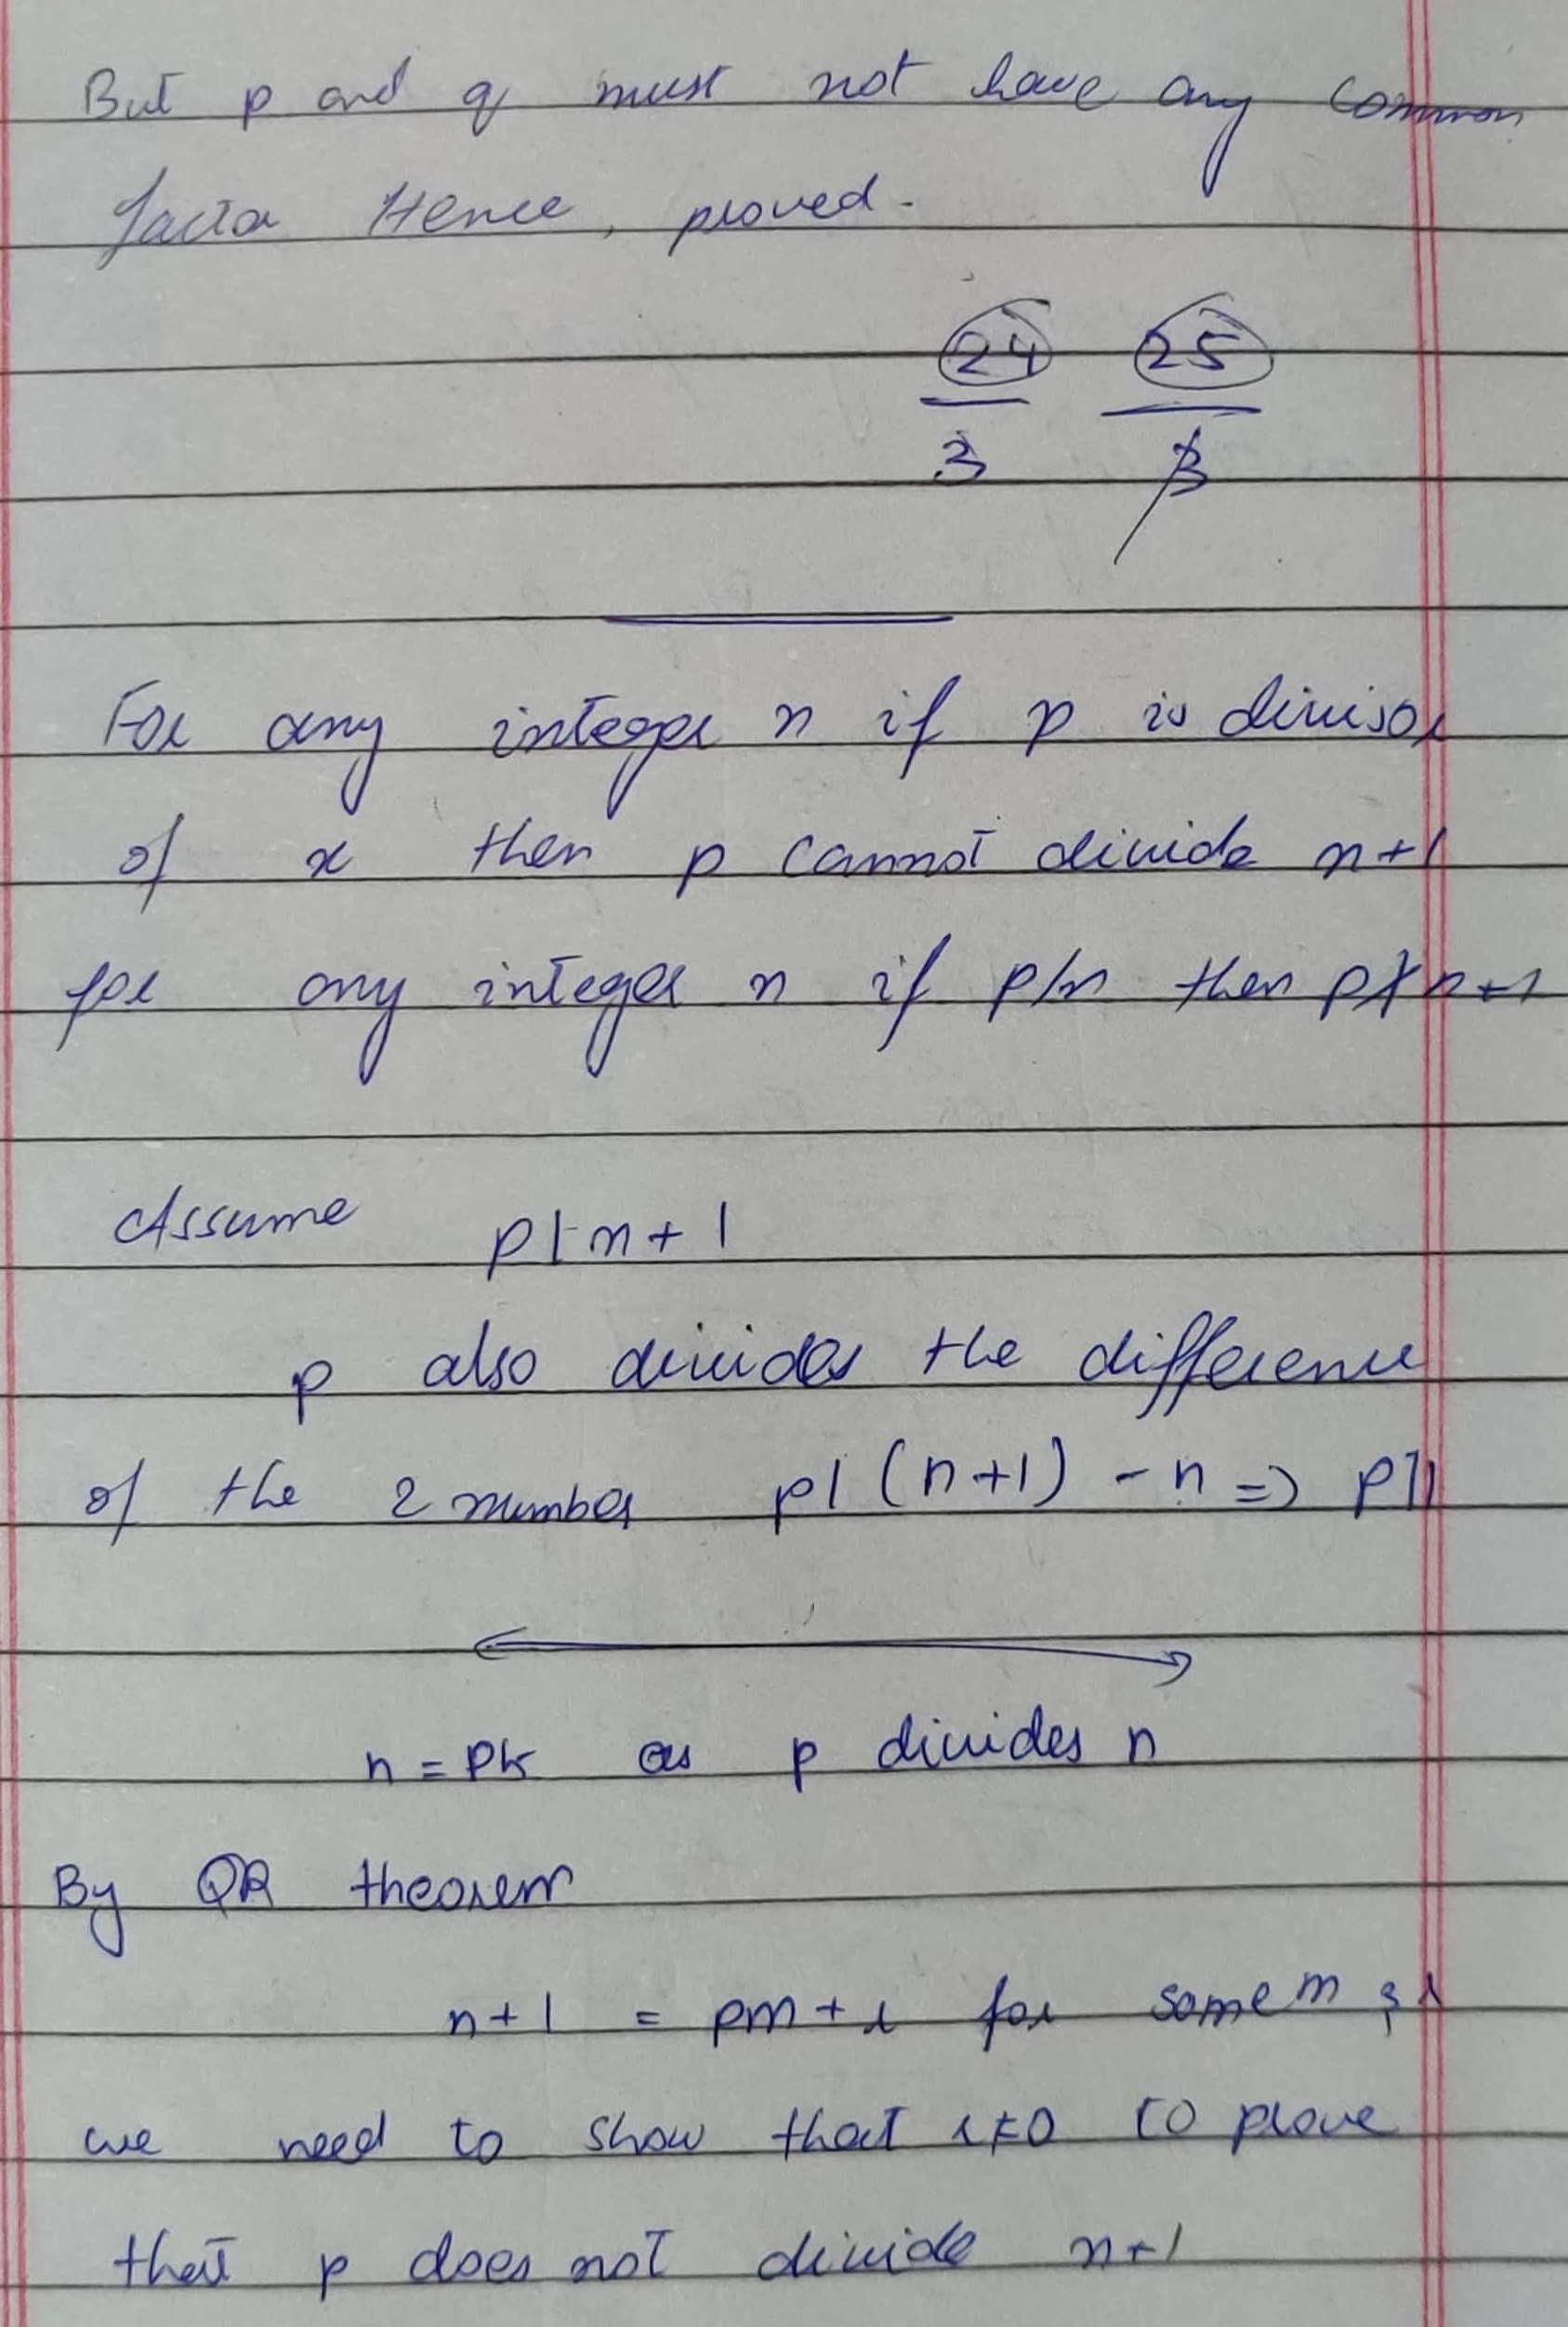 But p and q must not have any common
factor Hence, proved.
24 25
3 3
For any integer n if p is divisor
of x then p cannot divide n+1
for any integer n if p/n then p∤n+1
Assume p|n+1
p also divides the difference
of the 2 number p|(n+1) - n => p|1
n = pk as p divides n
By QR theorem
n+1 = pm + r for some m, r
we need to show that r≠0 to prove
that p does not divide n+1